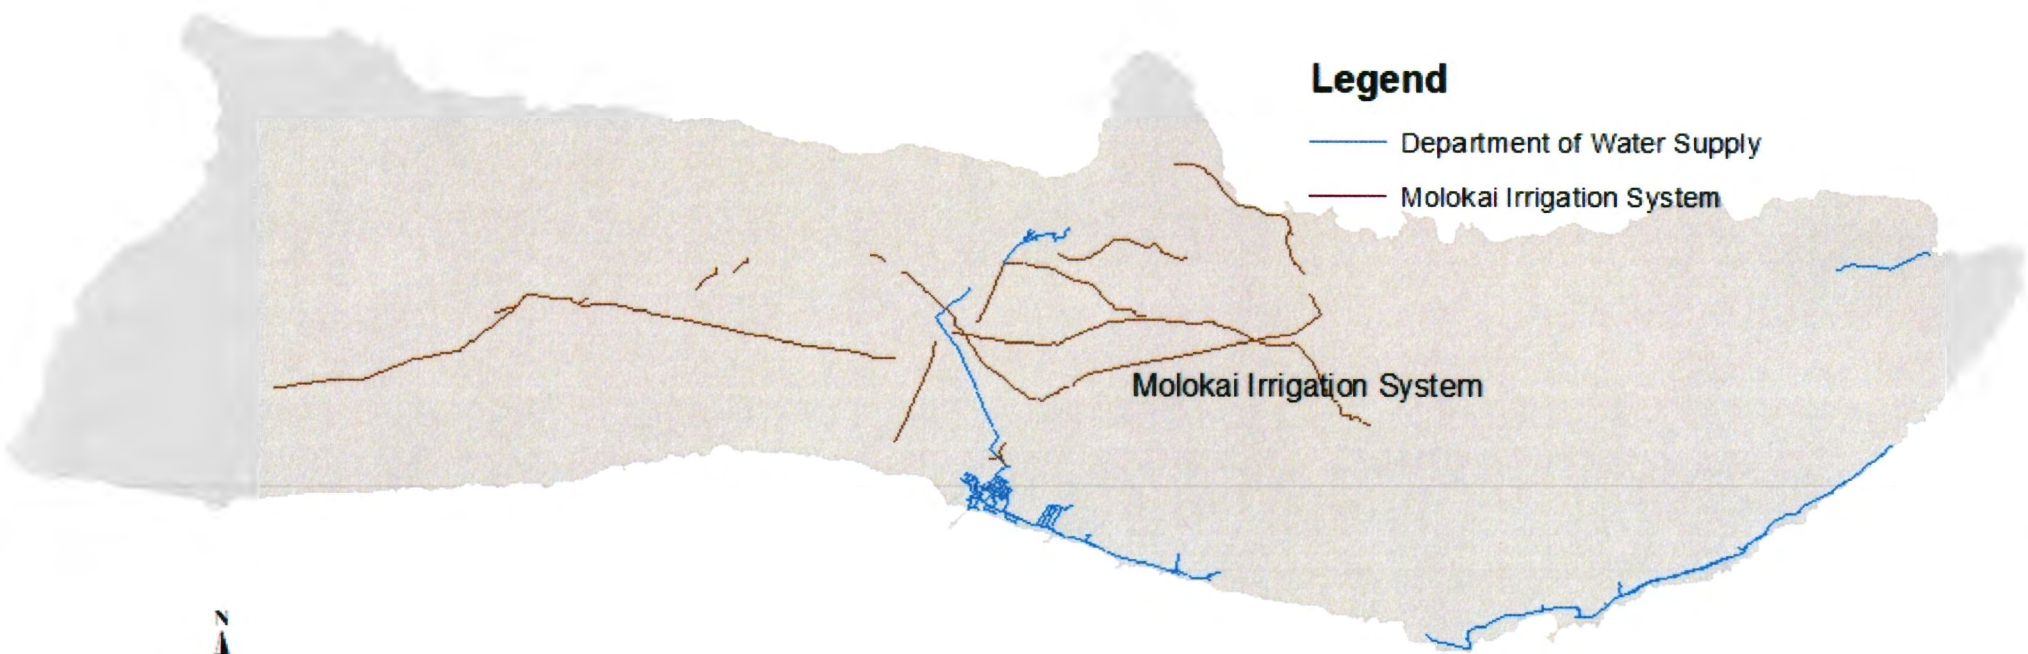 Legend
Department of Water Supply
Molokai Irrigation System
Molokai Irrigation System
N